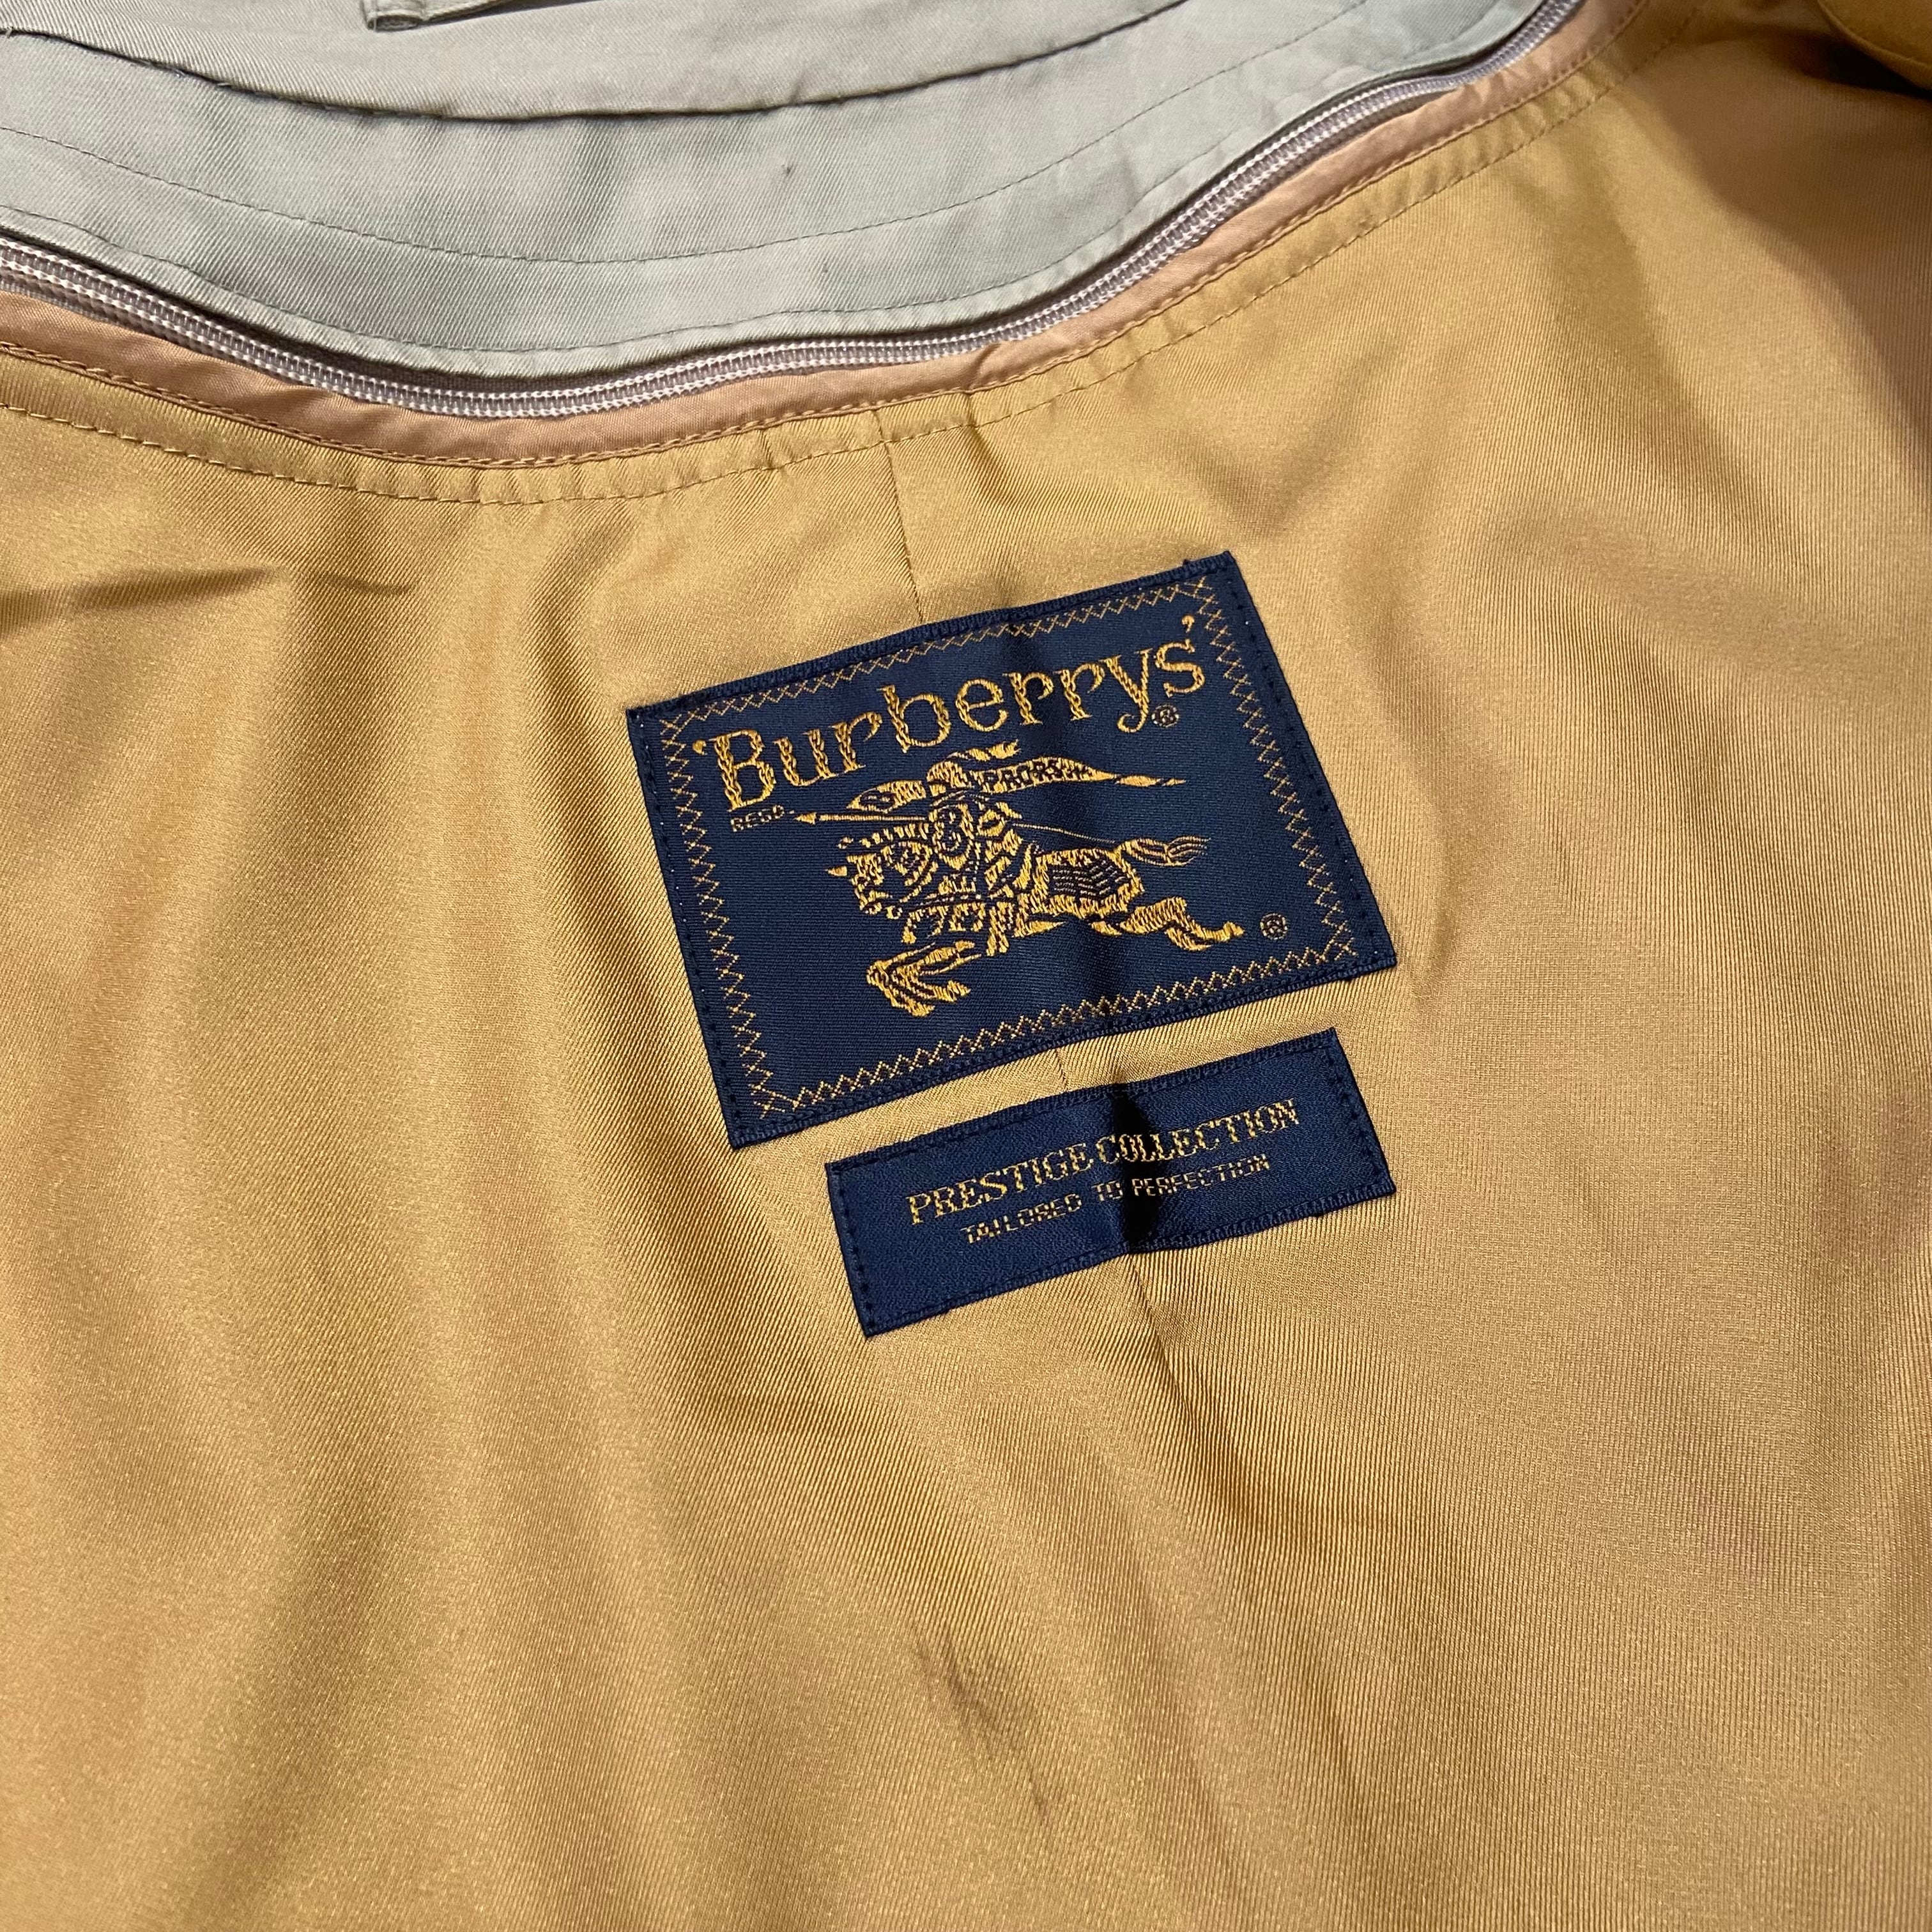 'Burberrys'®
REGD.
PRORSUM
®
PRESTIGE COLLECTION
TAILORED TO PERFECTION